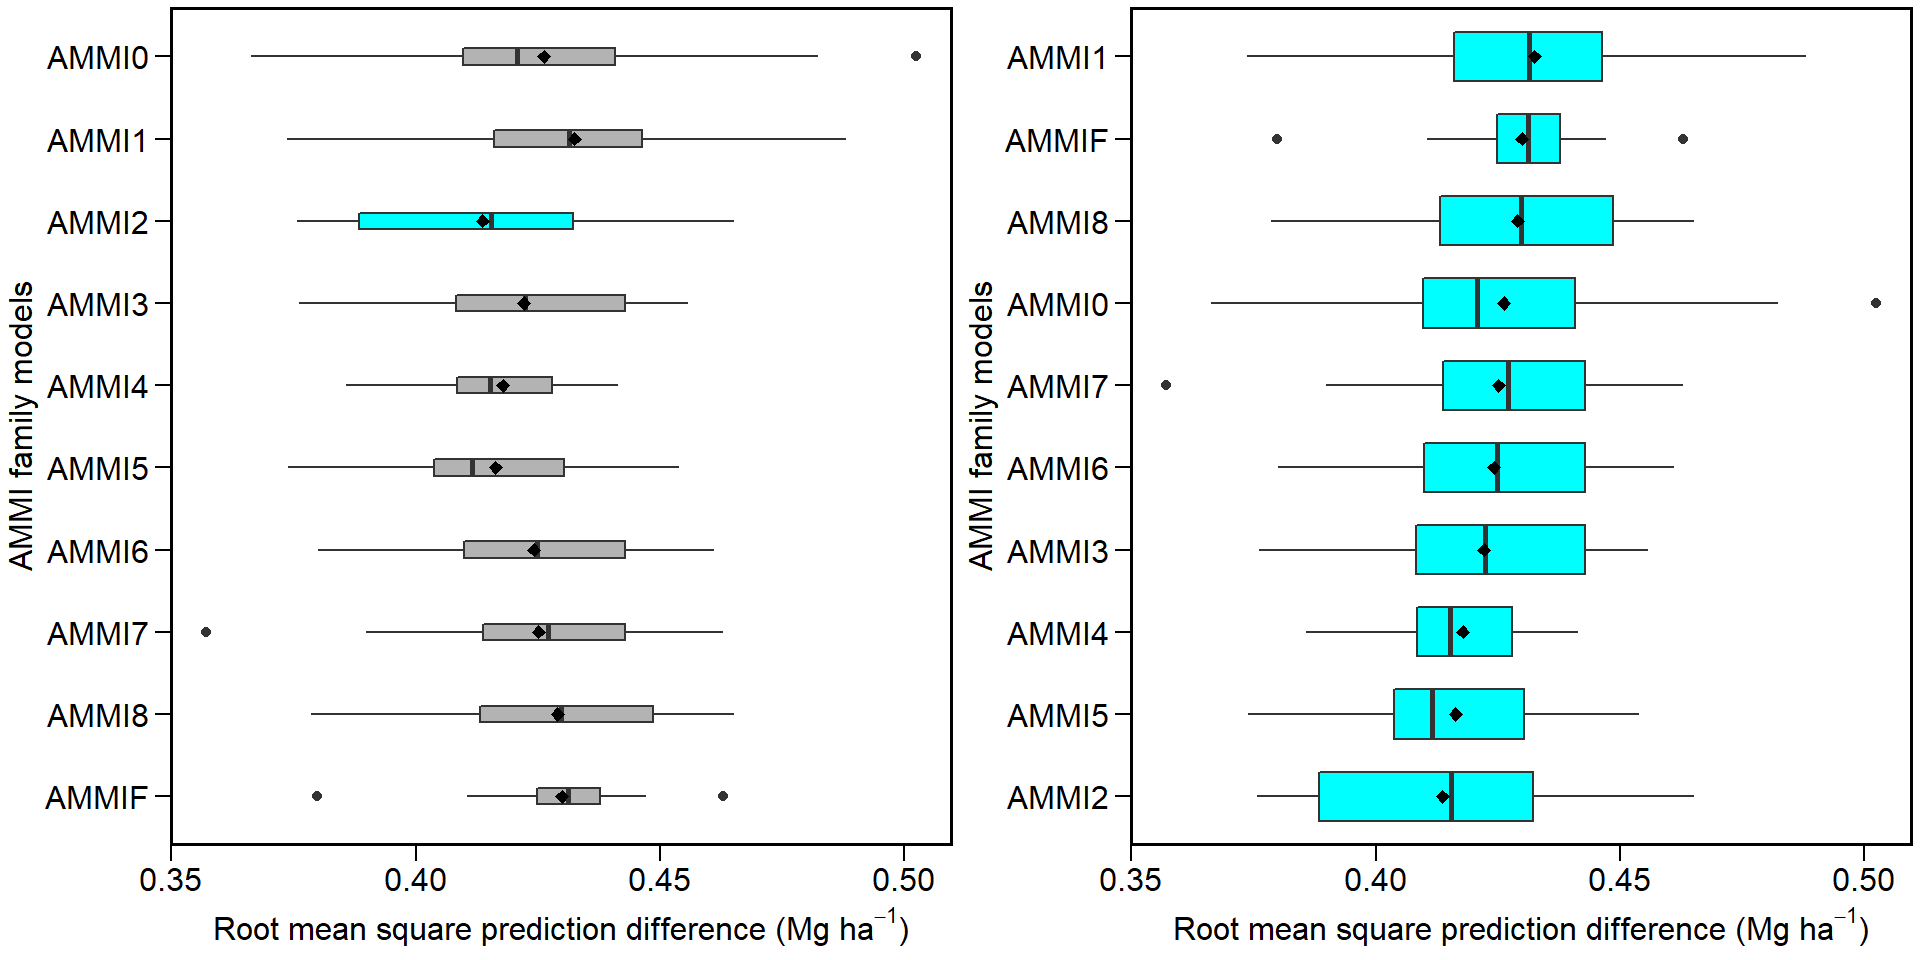 AMMI family models
AMMI0
AMMI1
AMMI2
AMMI3
AMMI4
AMMI5
AMMI6
AMMI7
AMMI8
AMMIF
0.35 0.40 0.45 0.50
Root mean square prediction difference (Mg ha⁻¹)
AMMI family models
AMMI1
AMMIF
AMMI8
AMMI0
AMMI7
AMMI6
AMMI3
AMMI4
AMMI5
AMMI2
0.35 0.40 0.45 0.50
Root mean square prediction difference (Mg ha⁻¹)